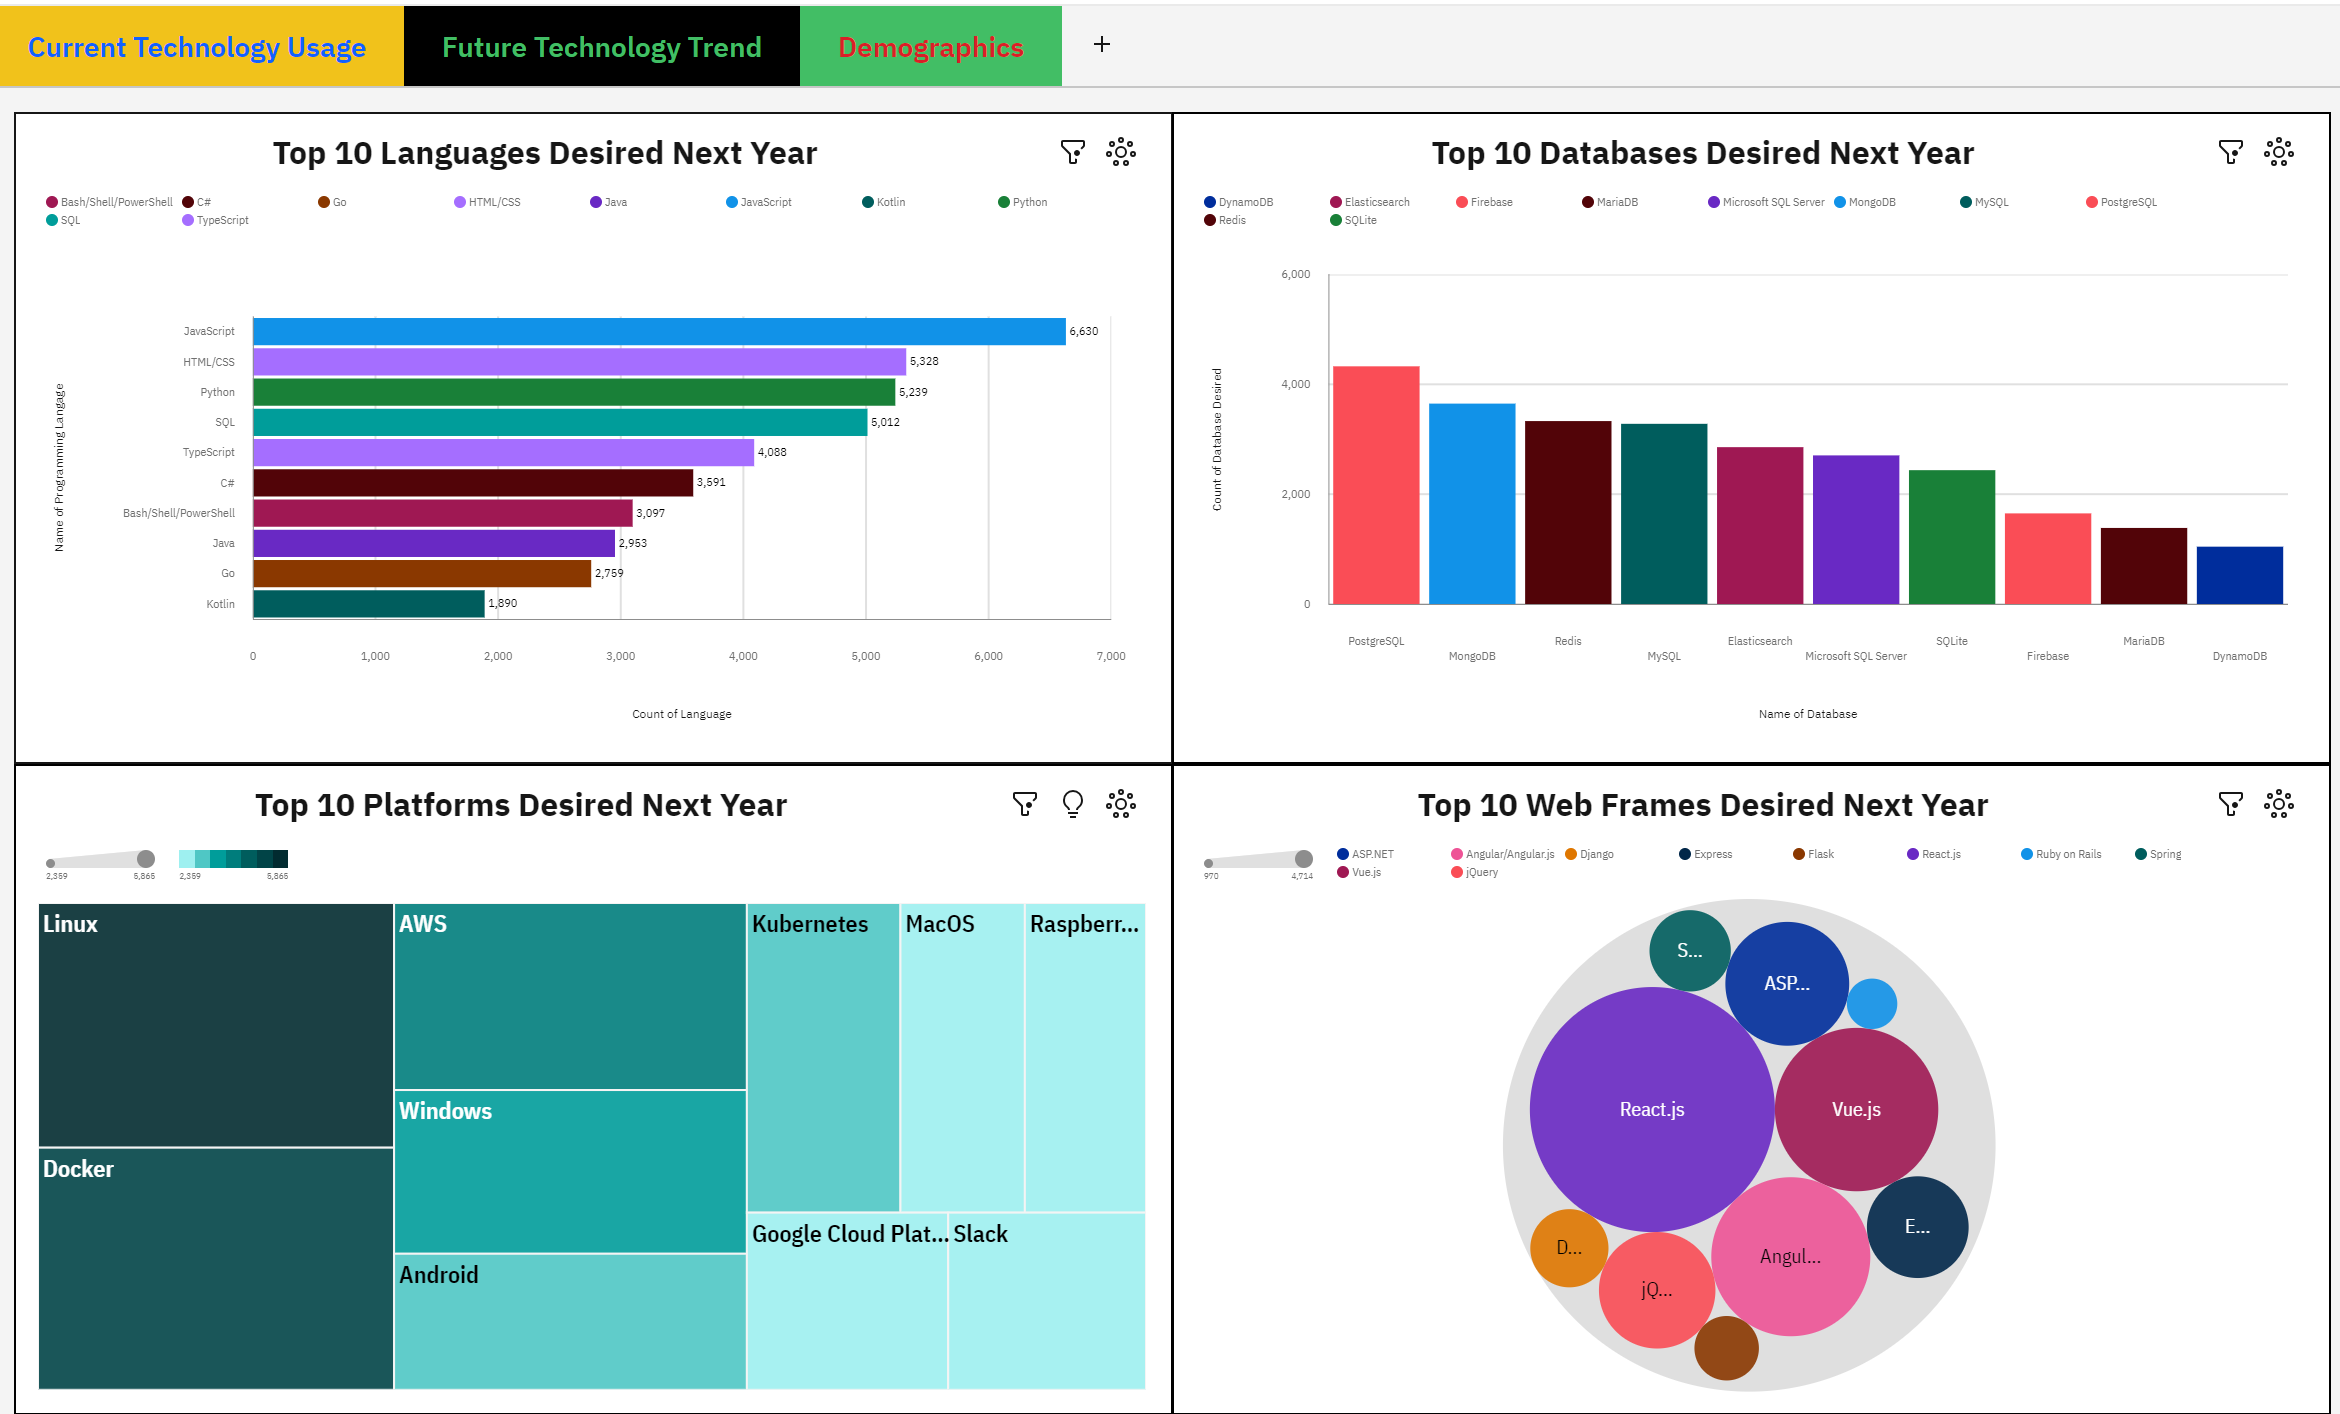 Current Technology Usage Future Technology Trend Demographics +
Top 10 Languages Desired Next Year
Bash/Shell/PowerShell C# Go HTML/CSS Java JavaScript Kotlin Python
SQL TypeScript
Name of Programming Langage
JavaScript 6,630
HTML/CSS 5,328
Python 5,239
SQL 5,012
TypeScript 4,088
C# 3,591
Bash/Shell/PowerShell 3,097
Java 2,953
Go 2,759
Kotlin 1,890
0 1,000 2,000 3,000 4,000 5,000 6,000 7,000
Count of Language
Top 10 Databases Desired Next Year
DynamoDB Elasticsearch Firebase MariaDB Microsoft SQL Server MongoDB MySQL PostgreSQL
Redis SQLite
Count of Database Desired
6,000
4,000
2,000
0
PostgreSQL Redis Elasticsearch SQLite MariaDB
MongoDB MySQL Microsoft SQL Server Firebase DynamoDB
Name of Database
Top 10 Platforms Desired Next Year
2,359 5,865 2,359 5,865
Linux AWS Kubernetes MacOS Raspberr...
Windows
Docker
Google Cloud Plat... Slack
Android
Top 10 Web Frames Desired Next Year
970 4,714
ASP.NET Angular/Angular.js Django Express Flask React.js Ruby on Rails Spring
Vue.js jQuery
S...
ASP...
React.js Vue.js
E...
D... Angul...
jQ...